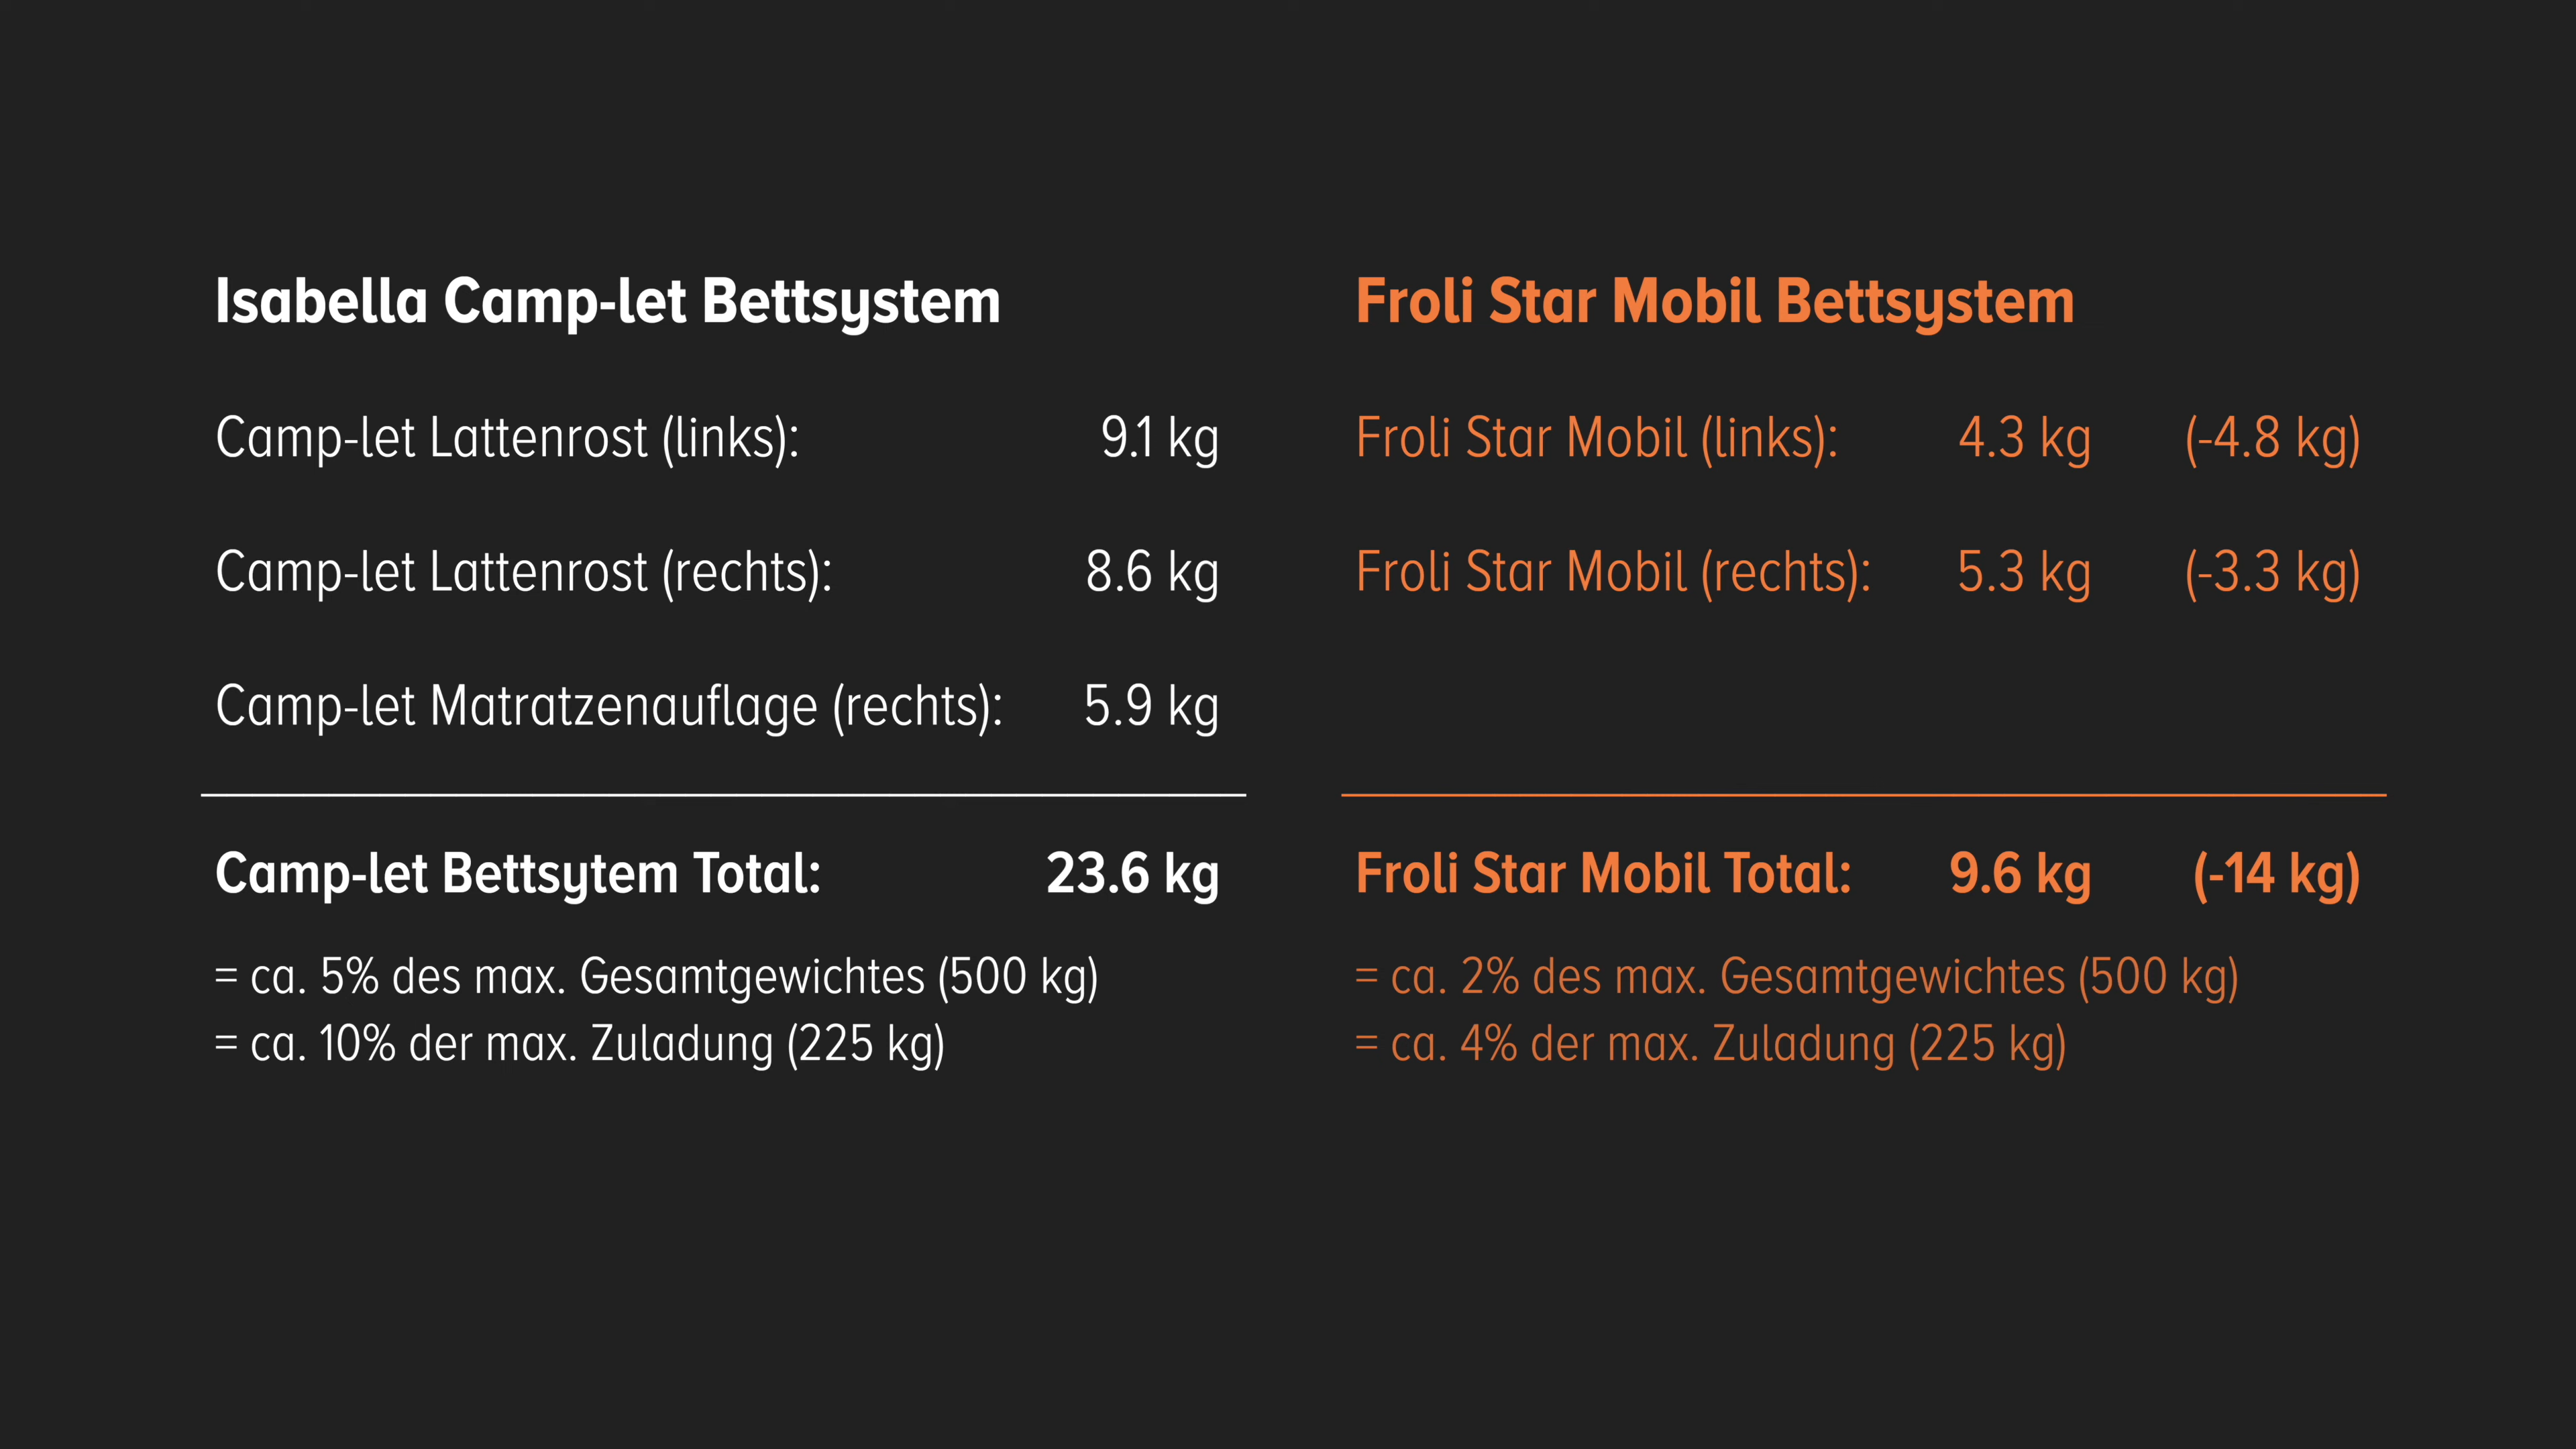 Isabella Camp-let Bettsystem
Camp-let Lattenrost (links): 9.1 kg
Camp-let Lattenrost (rechts): 8.6 kg
Camp-let Matratzenauflage (rechts): 5.9 kg
Camp-let Bettsytem Total: 23.6 kg
= ca. 5% des max. Gesamtgewichtes (500 kg)
= ca. 10% der max. Zuladung (225 kg)
Froli Star Mobil Bettsystem
Froli Star Mobil (links): 4.3 kg (-4.8 kg)
Froli Star Mobil (rechts): 5.3 kg (-3.3 kg)
Froli Star Mobil Total: 9.6 kg (-14 kg)
= ca. 2% des max. Gesamtgewichtes (500 kg)
= ca. 4% der max. Zuladung (225 kg)